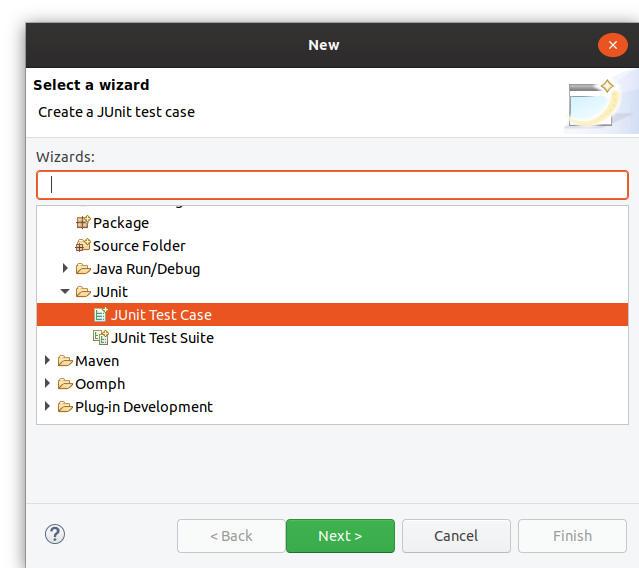 New
Select a wizard
Create a JUnit test case
Wizards:
Package
Source Folder
Java Run/Debug
JUnit
JUnit Test Case
JUnit Test Suite
Maven
Oomph
Plug-in Development
< Back
Next >
Cancel
Finish